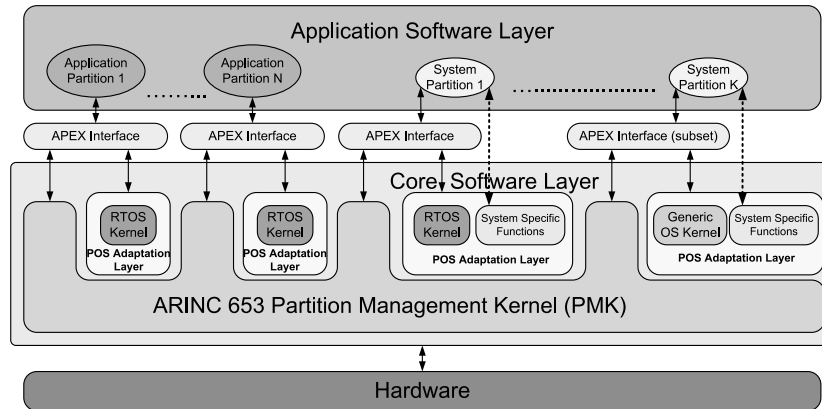 Application Software Layer
Application
Partition 1
Application
Partition N
System
Partition 1
System
Partition K
APEX Interface
APEX Interface
APEX Interface
APEX Interface (subset)
Core Software Layer
RTOS
Kernel
POS Adaptation
Layer
RTOS
Kernel
POS Adaptation
Layer
RTOS
Kernel
System Specific
Functions
POS Adaptation Layer
Generic
OS Kernel
System Specific
Functions
POS Adaptation Layer
ARINC 653 Partition Management Kernel (PMK)
Hardware